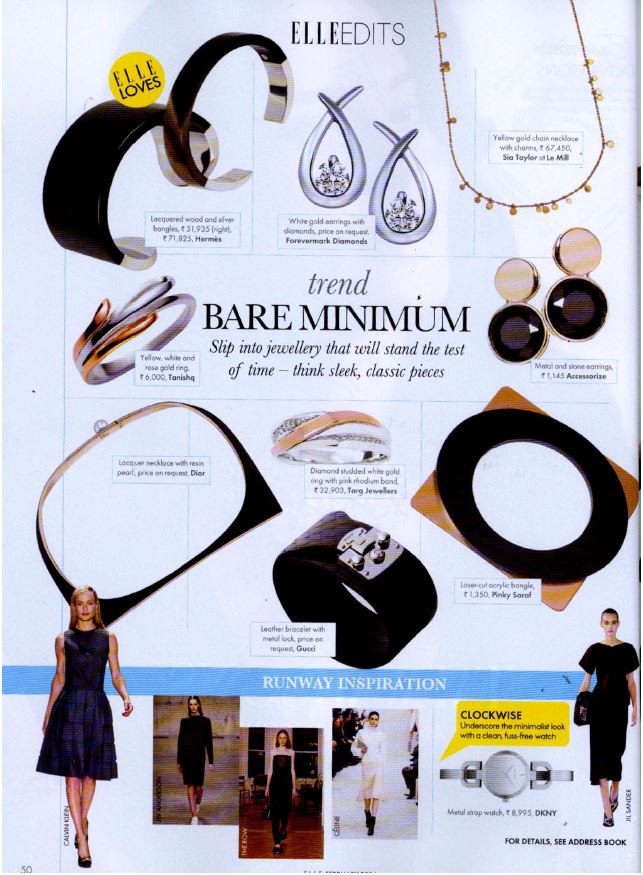 ELLEEDITS
ELLE
LOVES
Yellow gold chain necklace
with charms, ₹ 67,450,
Sia Taylor at Le Mill
Lacquered wood and silver
bangles, ₹ 51,935 (right),
₹ 71,825, Hermès
White gold earrings with
diamonds, price on request,
Forevermark Diamonds
trend
BARE MINIMUM
Slip into jewellery that will stand the test
of time – think sleek, classic pieces
Yellow, white and
rose gold ring,
₹ 6,000, Tanishq
Metal and stone earrings,
₹ 1,145 Accessorize
Lacquer necklace with resin
pearl, price on request, Dior
Diamond studded white gold
ring with pink rhodium band,
₹ 32,903, Tarq Jewellers
Laser-cut acrylic bangle,
₹ 1,350, Pinky Saraf
Leather bracelet with
metal lock, price on
request, Gucci
RUNWAY INSPIRATION
CLOCKWISE
Underscore the minimalist look
with a clean, fuss-free watch
Metal strap watch, ₹ 8,995, DKNY
CALVIN KLEIN
JW ANDERSON
THE ROW
CÉLINE
JIL SANDER
FOR DETAILS, SEE ADDRESS BOOK
50